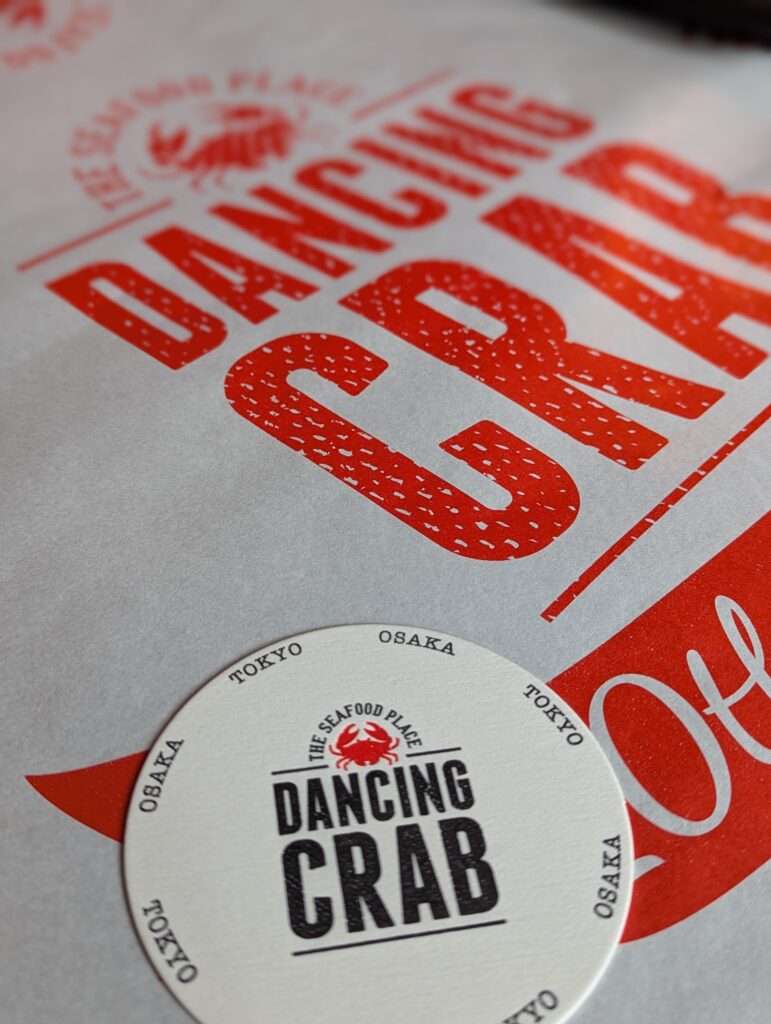 THE SEAFOOD PLACE
DANCING
CRAB
TOKYO
OSAKA
TOKYO
OSAKA
TOKYO
OSAKA
THE SEAFOOD PLACE
DANCING
CRAB